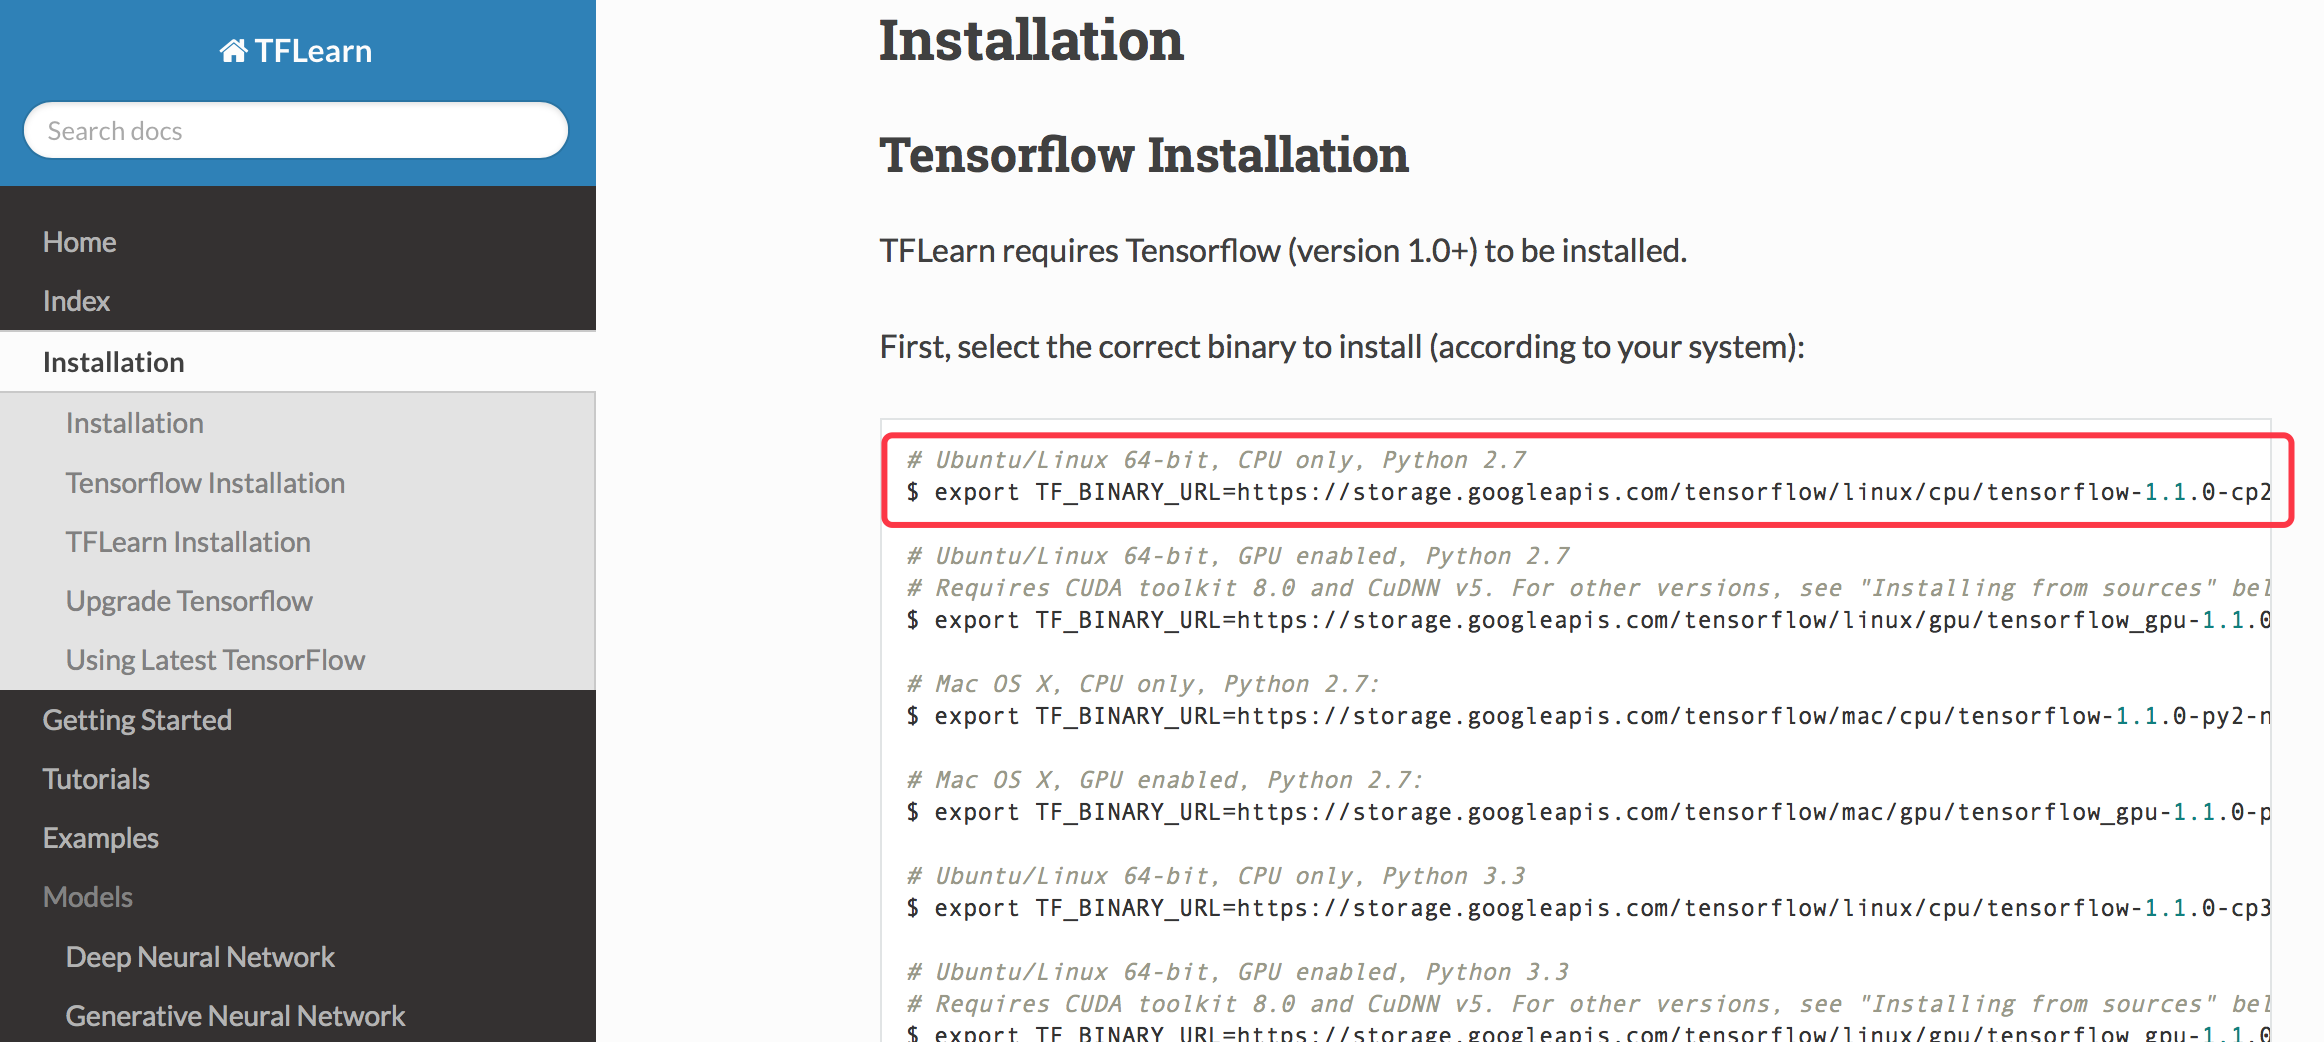 TFLearn
Search docs
Home
Index
Installation
Installation
Tensorflow Installation
TFLearn Installation
Upgrade Tensorflow
Using Latest TensorFlow
Getting Started
Tutorials
Examples
Models
Deep Neural Network
Generative Neural Network
Installation
Tensorflow Installation
TFLearn requires Tensorflow (version 1.0+) to be installed.
First, select the correct binary to install (according to your system):
# Ubuntu/Linux 64-bit, CPU only, Python 2.7
$ export TF_BINARY_URL=https://storage.googleapis.com/tensorflow/linux/cpu/tensorflow-1.1.0-cp2
# Ubuntu/Linux 64-bit, GPU enabled, Python 2.7
# Requires CUDA toolkit 8.0 and CuDNN v5. For other versions, see "Installing from sources" bel
$ export TF_BINARY_URL=https://storage.googleapis.com/tensorflow/linux/gpu/tensorflow_gpu-1.1.0
# Mac OS X, CPU only, Python 2.7:
$ export TF_BINARY_URL=https://storage.googleapis.com/tensorflow/mac/cpu/tensorflow-1.1.0-py2-n
# Mac OS X, GPU enabled, Python 2.7:
$ export TF_BINARY_URL=https://storage.googleapis.com/tensorflow/mac/gpu/tensorflow_gpu-1.1.0-p
# Ubuntu/Linux 64-bit, CPU only, Python 3.3
$ export TF_BINARY_URL=https://storage.googleapis.com/tensorflow/linux/cpu/tensorflow-1.1.0-cp3
# Ubuntu/Linux 64-bit, GPU enabled, Python 3.3
# Requires CUDA toolkit 8.0 and CuDNN v5. For other versions, see "Installing from sources" bel
$ export TF_BINARY_URL=https://storage.googleapis.com/tensorflow/linux/gpu/tensorflow_gpu-1.1.0